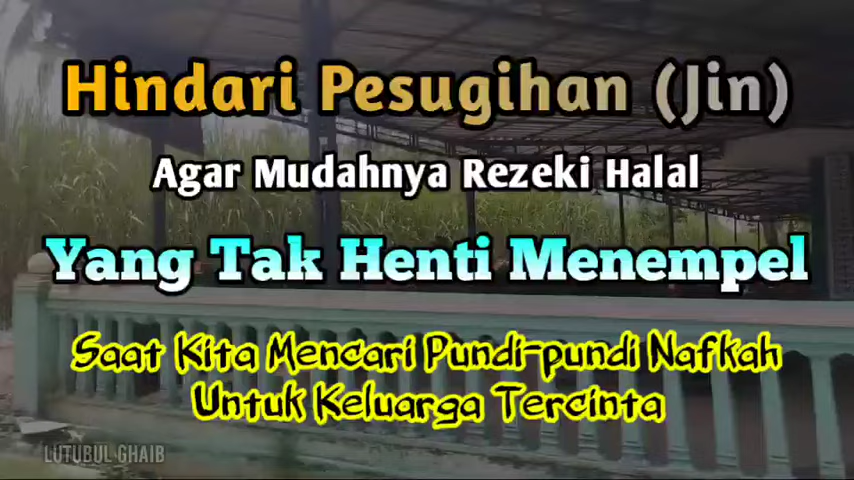 Hindari Pesugihan (Jin)
Agar Mudahnya Rezeki Halal
Yang Tak Henti Menempel
Saat Kita Mencari Pundi-pundi Nafkah
Untuk Keluarga Tercinta
LUTUBUL GHAIB